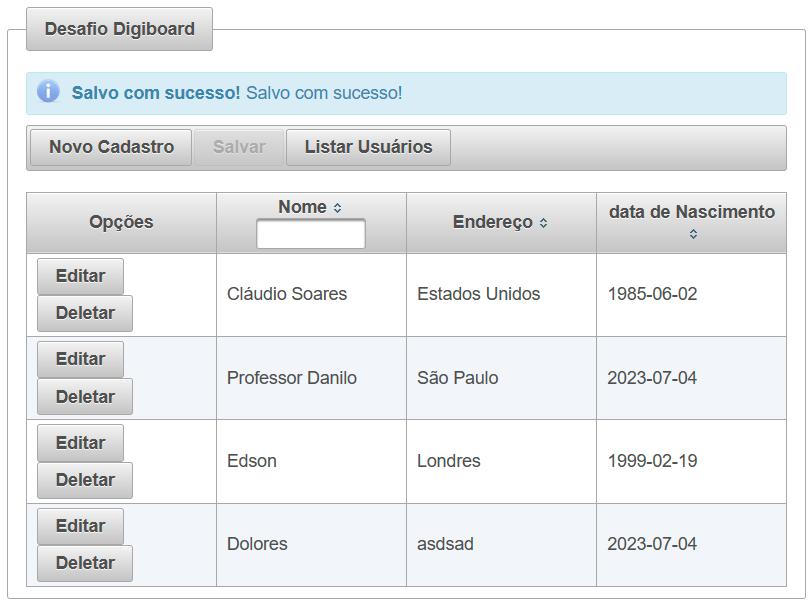 Desafio Digiboard
Salvo com sucesso! Salvo com sucesso!
Novo Cadastro Salvar Listar Usuários
Opções Nome Endereço data de Nascimento
Editar
Deletar
Cláudio Soares Estados Unidos 1985-06-02
Editar
Deletar
Professor Danilo São Paulo 2023-07-04
Editar
Deletar
Edson Londres 1999-02-19
Editar
Deletar
Dolores asdsad 2023-07-04